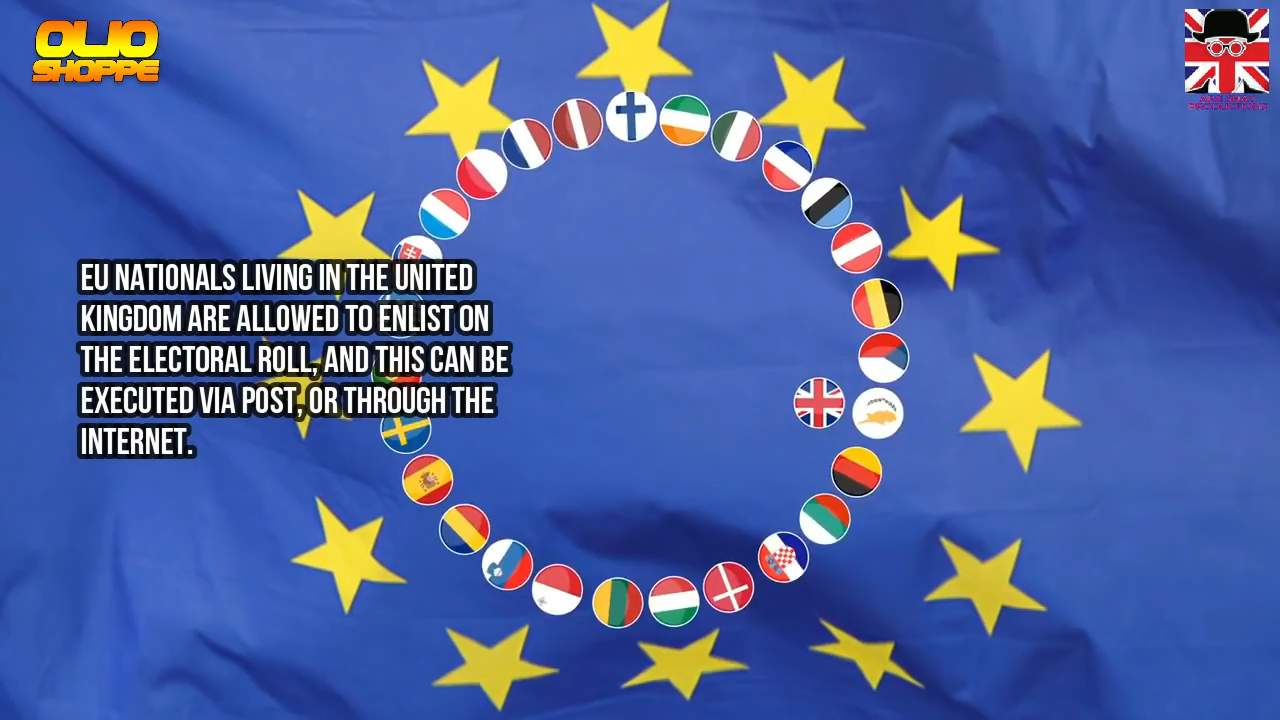 OLIO
SHOPPE
EU NATIONALS LIVING IN THE UNITED
KINGDOM ARE ALLOWED TO ENLIST ON
THE ELECTORAL ROLL, AND THIS CAN BE
EXECUTED VIA POST, OR THROUGH THE
INTERNET.